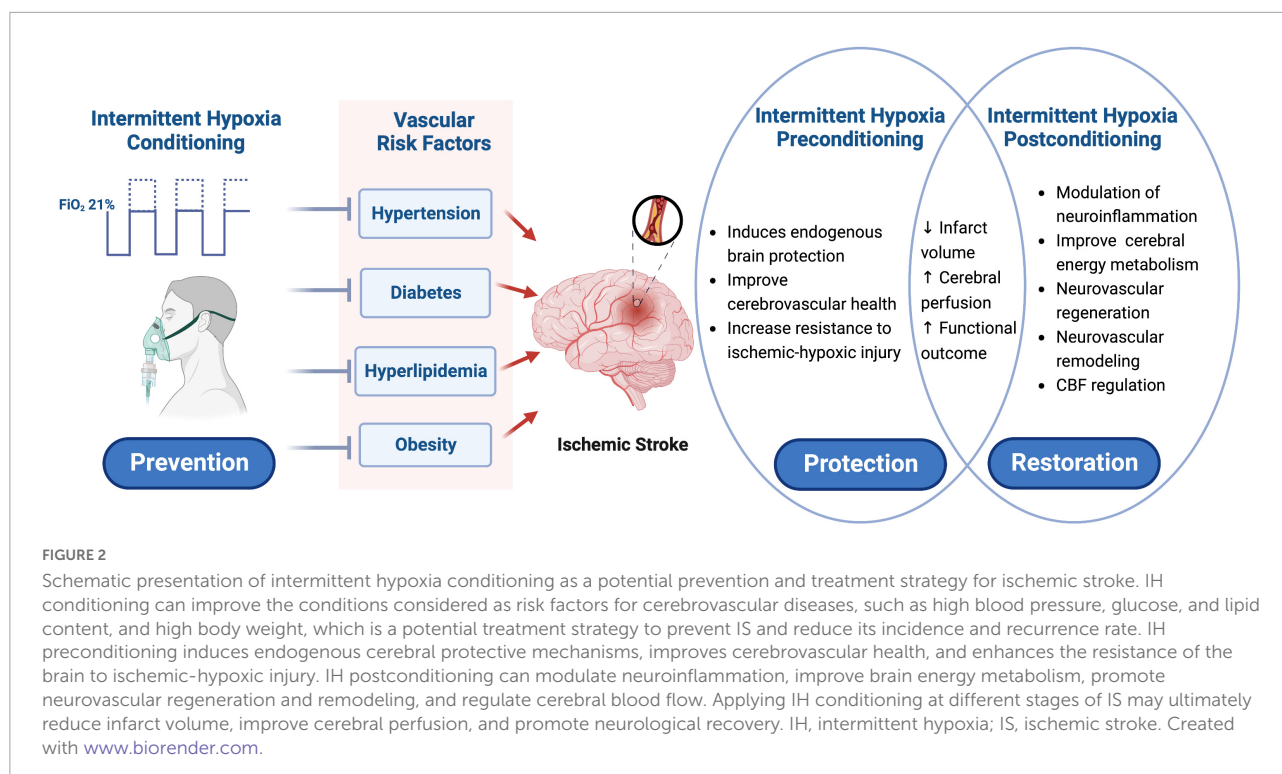 Intermittent Hypoxia
Conditioning
FiO₂ 21%
Prevention
Vascular
Risk Factors
Hypertension
Diabetes
Hyperlipidemia
Obesity
Ischemic Stroke
Intermittent Hypoxia
Preconditioning
• Induces endogenous
brain protection
• Improve
cerebrovascular health
• Increase resistance to
ischemic-hypoxic injury
Protection
↓ Infarct
volume
↑ Cerebral
perfusion
↑ Functional
outcome
Intermittent Hypoxia
Postconditioning
• Modulation of
neuroinflammation
• Improve cerebral
energy metabolism
• Neurovascular
regeneration
• Neurovascular
remodeling
• CBF regulation
Restoration
FIGURE 2
Schematic presentation of intermittent hypoxia conditioning as a potential prevention and treatment strategy for ischemic stroke. IH
conditioning can improve the conditions considered as risk factors for cerebrovascular diseases, such as high blood pressure, glucose, and lipid
content, and high body weight, which is a potential treatment strategy to prevent IS and reduce its incidence and recurrence rate. IH
preconditioning induces endogenous cerebral protective mechanisms, improves cerebrovascular health, and enhances the resistance of the
brain to ischemic-hypoxic injury. IH postconditioning can modulate neuroinflammation, improve brain energy metabolism, promote
neurovascular regeneration and remodeling, and regulate cerebral blood flow. Applying IH conditioning at different stages of IS may ultimately
reduce infarct volume, improve cerebral perfusion, and promote neurological recovery. IH, intermittent hypoxia; IS, ischemic stroke. Created
with www.biorender.com.